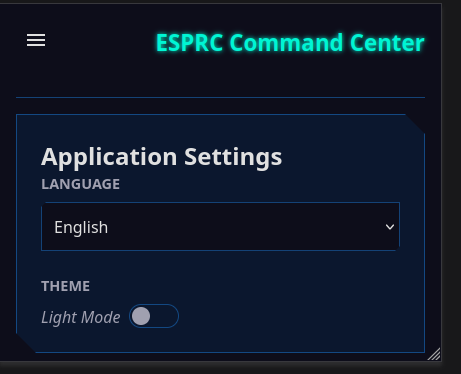 ESPRC Command Center
Application Settings
LANGUAGE
English
THEME
Light Mode